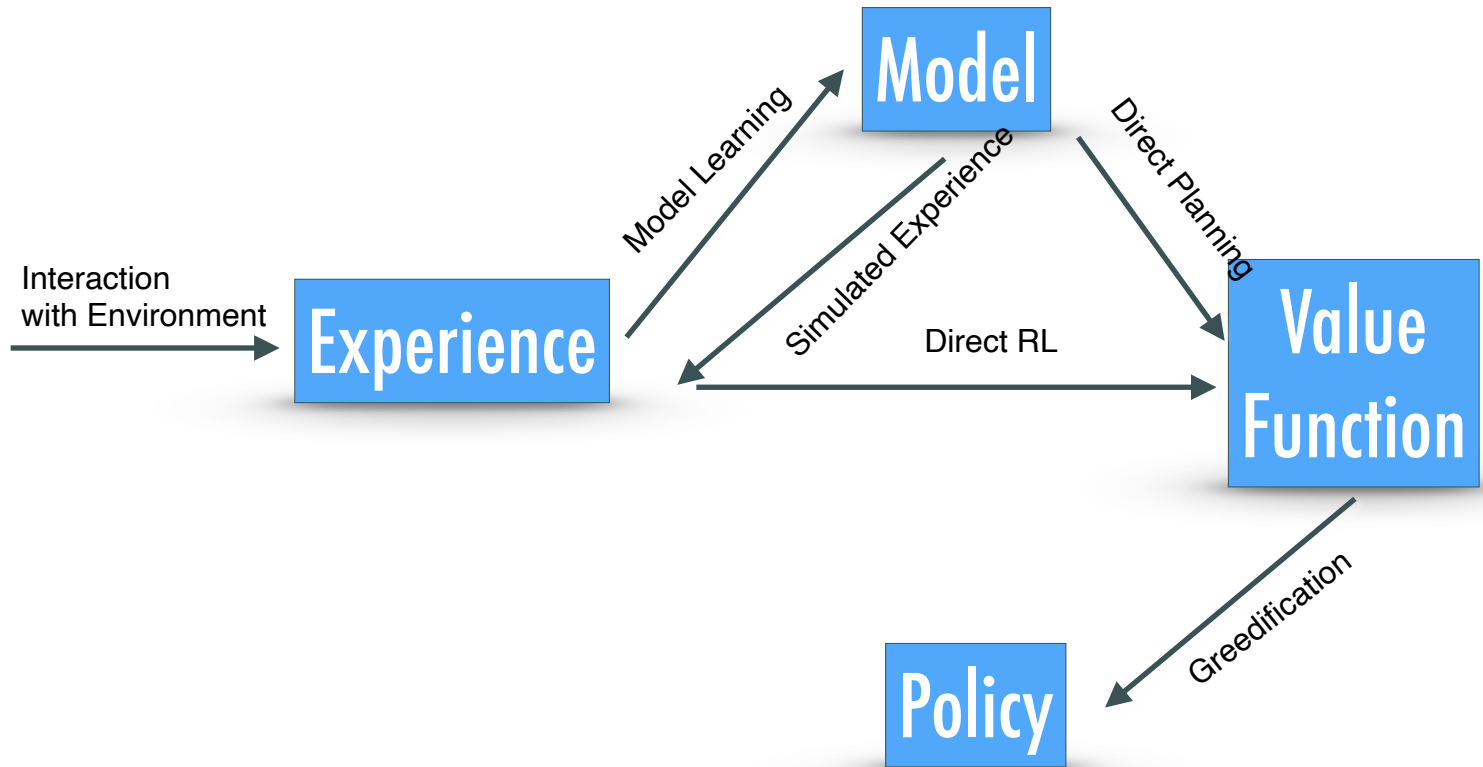 Model
Model Learning
Simulated Experience
Direct Planning
Interaction
with Environment
Experience
Direct RL
Value
Function
Greedification
Policy